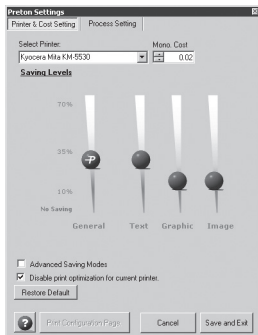 Preton Settings
Printer & Cost Setting Process Setting
Select Printer: Mono. Cost
Kyocera Mita KM-5530 0.02
Saving Levels
70%
35%
10%
No Saving
General Text Graphic Image
Advanced Saving Modes
Disable print optimization for current printer.
Restore Default
? Print Configuration Page Cancel Save and Exit